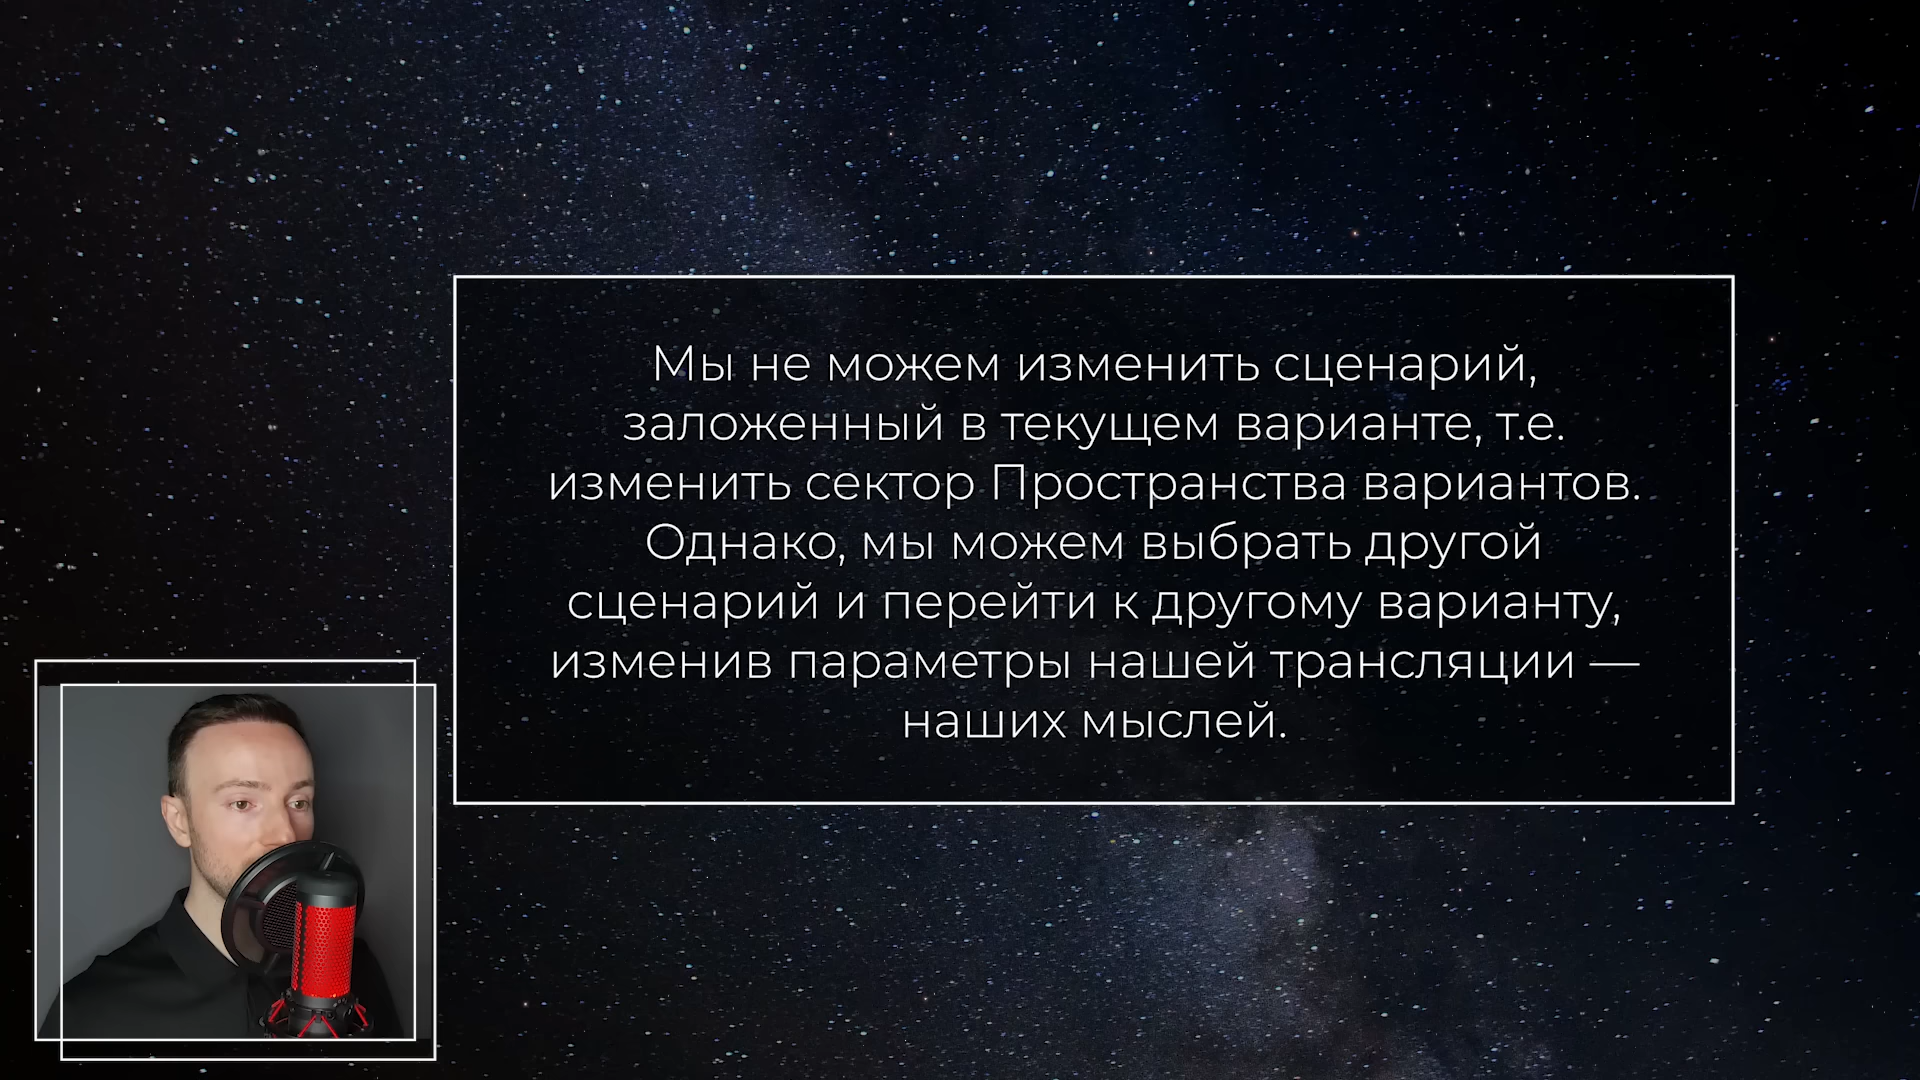 Мы не можем изменить сценарий,
заложенный в текущем варианте, т.е.
изменить сектор Пространства вариантов.
Однако, мы можем выбрать другой
сценарий и перейти к другому варианту,
изменив параметры нашей трансляции —
наших мыслей.